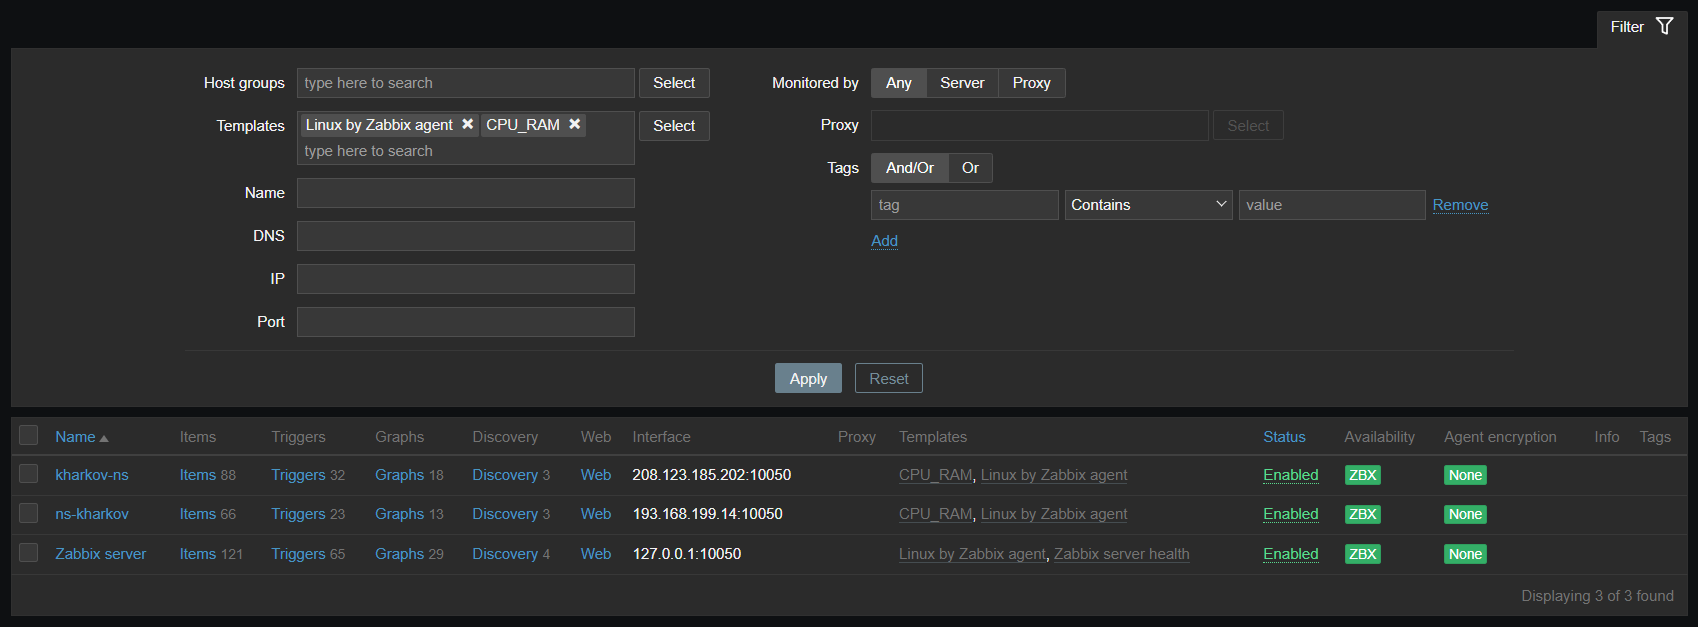 Filter
Host groups type here to search Select
Templates Linux by Zabbix agent CPU_RAM Select
type here to search
Name
DNS
IP
Port
Monitored by Any Server Proxy
Proxy Select
Tags And/Or Or
tag Contains value Remove
Add
Apply Reset
Name Items Triggers Graphs Discovery Web Interface Proxy Templates Status Availability Agent encryption Info Tags
kharkov-ns Items 88 Triggers 32 Graphs 18 Discovery 3 Web 208.123.185.202:10050 CPU_RAM, Linux by Zabbix agent Enabled ZBX None
ns-kharkov Items 66 Triggers 23 Graphs 13 Discovery 3 Web 193.168.199.14:10050 CPU_RAM, Linux by Zabbix agent Enabled ZBX None
Zabbix server Items 121 Triggers 65 Graphs 29 Discovery 4 Web 127.0.0.1:10050 Linux by Zabbix agent, Zabbix server health Enabled ZBX None
Displaying 3 of 3 found